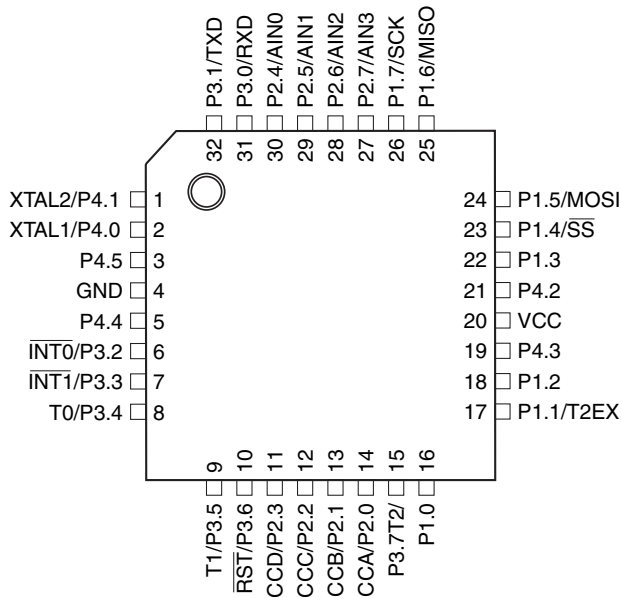 P3.1/TXD
P3.0/RXD
P2.4/AIN0
P2.5/AIN1
P2.6/AIN2
P2.7/AIN3
P1.7/SCK
P1.6/MISO
32
31
30
29
28
27
26
25
XTAL2/P4.1 1
XTAL1/P4.0 2
P4.5 3
GND 4
P4.4 5
INT0/P3.2 6
INT1/P3.3 7
T0/P3.4 8
24 P1.5/MOSI
23 P1.4/SS
22 P1.3
21 P4.2
20 VCC
19 P4.3
18 P1.2
17 P1.1/T2EX
9
10
11
12
13
14
15
16
T1/P3.5
RST/P3.6
CCD/P2.3
CCC/P2.2
CCB/P2.1
CCA/P2.0
P3.7T2/
P1.0